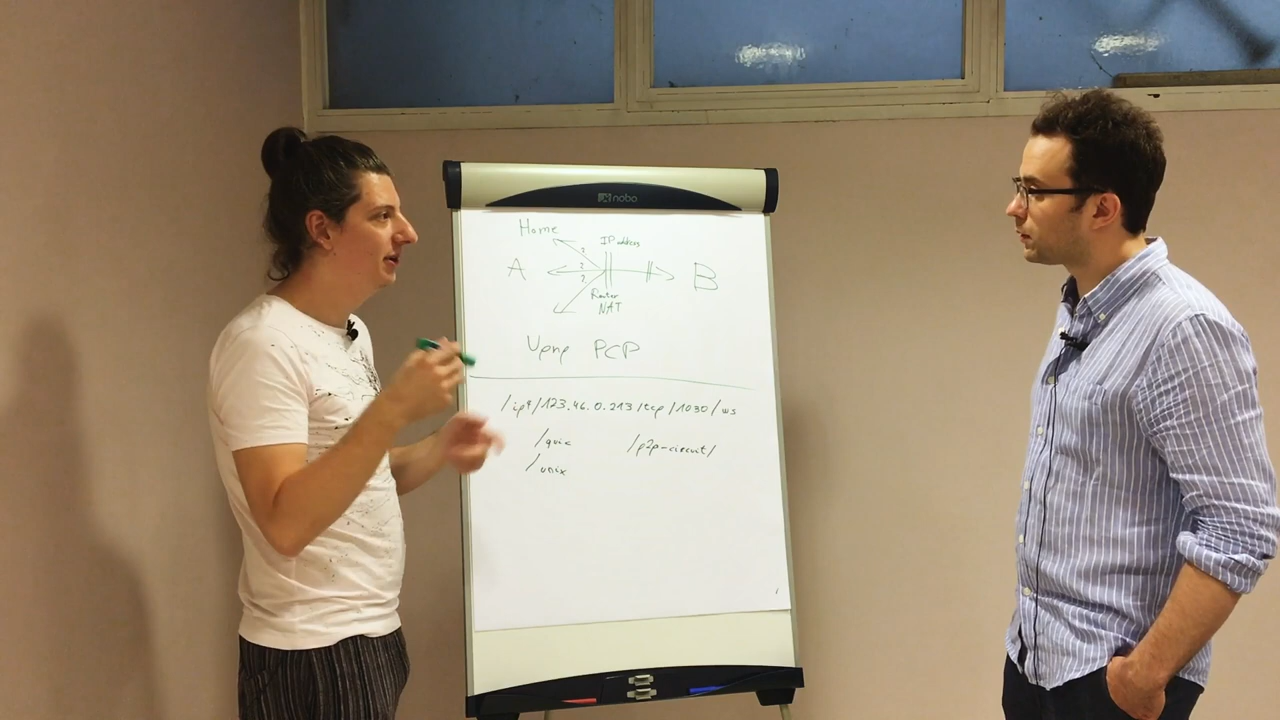 nobo
Home
IP address
?
A ? B
?
Router
NAT
Upnp PCP
/ip4/123.46.0.213/tcp/1030/ws
/quic /p2p-circuit/
/unix